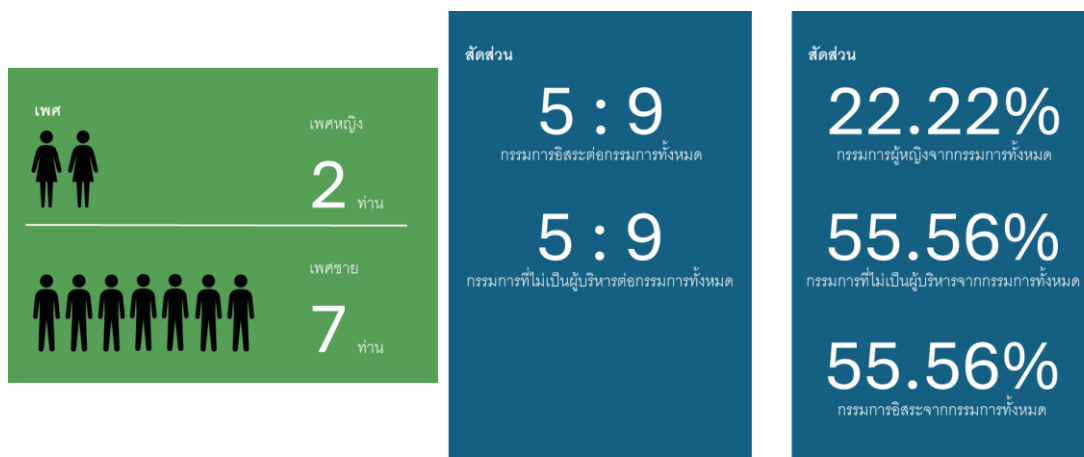 เพศ
เพศหญิง
2 ท่าน
เพศชาย
7 ท่าน
สัดส่วน
5 : 9
กรรมการอิสระต่อกรรมการทั้งหมด
5 : 9
กรรมการที่ไม่เป็นผู้บริหารต่อกรรมการทั้งหมด
สัดส่วน
22.22%
กรรมการผู้หญิงจากกรรมการทั้งหมด
55.56%
กรรมการที่ไม่เป็นผู้บริหารจากกรรมการทั้งหมด
55.56%
กรรมการอิสระจากกรรมการทั้งหมด